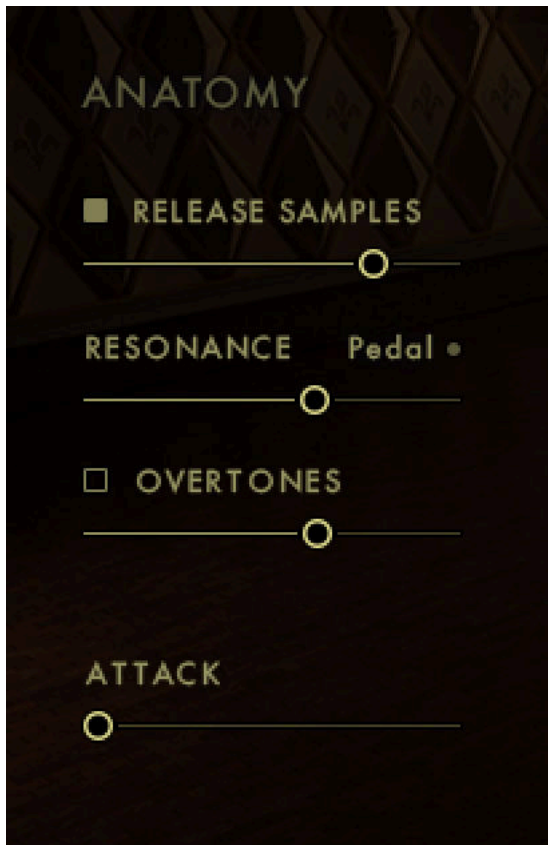 ANATOMY
RELEASE SAMPLES
RESONANCE Pedal
OVERTONES
ATTACK